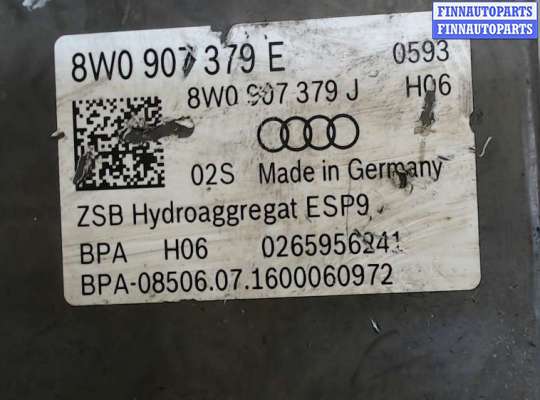 FINNAUTOPARTS
FINNAUTOPARTS
8W0 907 379 E 0593
8W0 907 379 J H06
02S Made in Germany
ZSB Hydroaggregat ESP9
BPA H06 0265956241
BPA-08506.07.1600060972